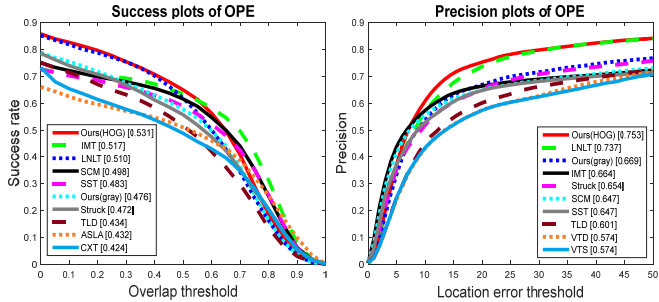 Success plots of OPE
Success rate
0.9
0.8
0.7
0.6
0.5
0.4
0.3
0.2
0.1
0
Ours(HOG) [0.531]
IMT [0.517]
LNLT [0.510]
SCM [0.498]
SST [0.483]
Ours(gray) [0.476]
Struck [0.472]
TLD [0.434]
ASLA [0.432]
CXT [0.424]
0 0.1 0.2 0.3 0.4 0.5 0.6 0.7 0.8 0.9 1
Overlap threshold
Precision plots of OPE
Precision
0.9
0.8
0.7
0.6
0.5
0.4
0.3
0.2
0.1
0
Ours(HOG) [0.753]
LNLT [0.737]
Ours(gray) [0.669]
IMT [0.664]
Struck [0.654]
SCM [0.647]
SST [0.647]
TLD [0.601]
VTD [0.574]
VTS [0.574]
0 5 10 15 20 25 30 35 40 45 50
Location error threshold